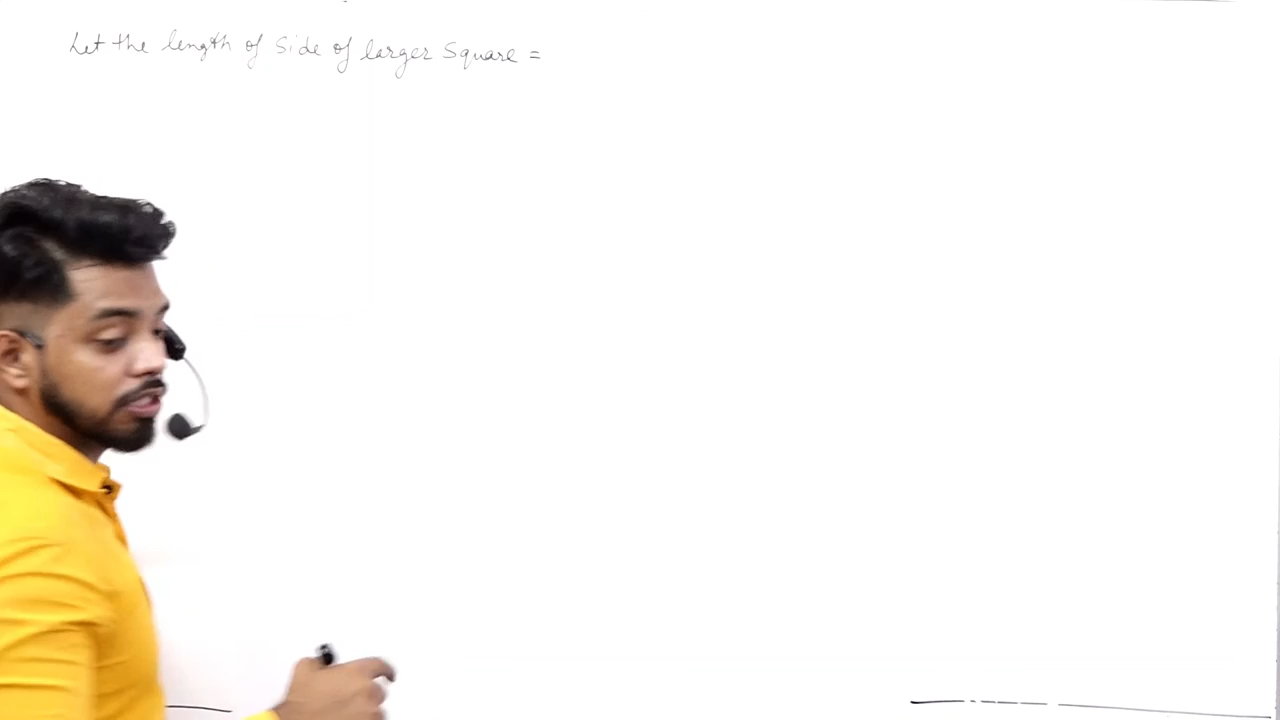 Let the length of side of larger square =